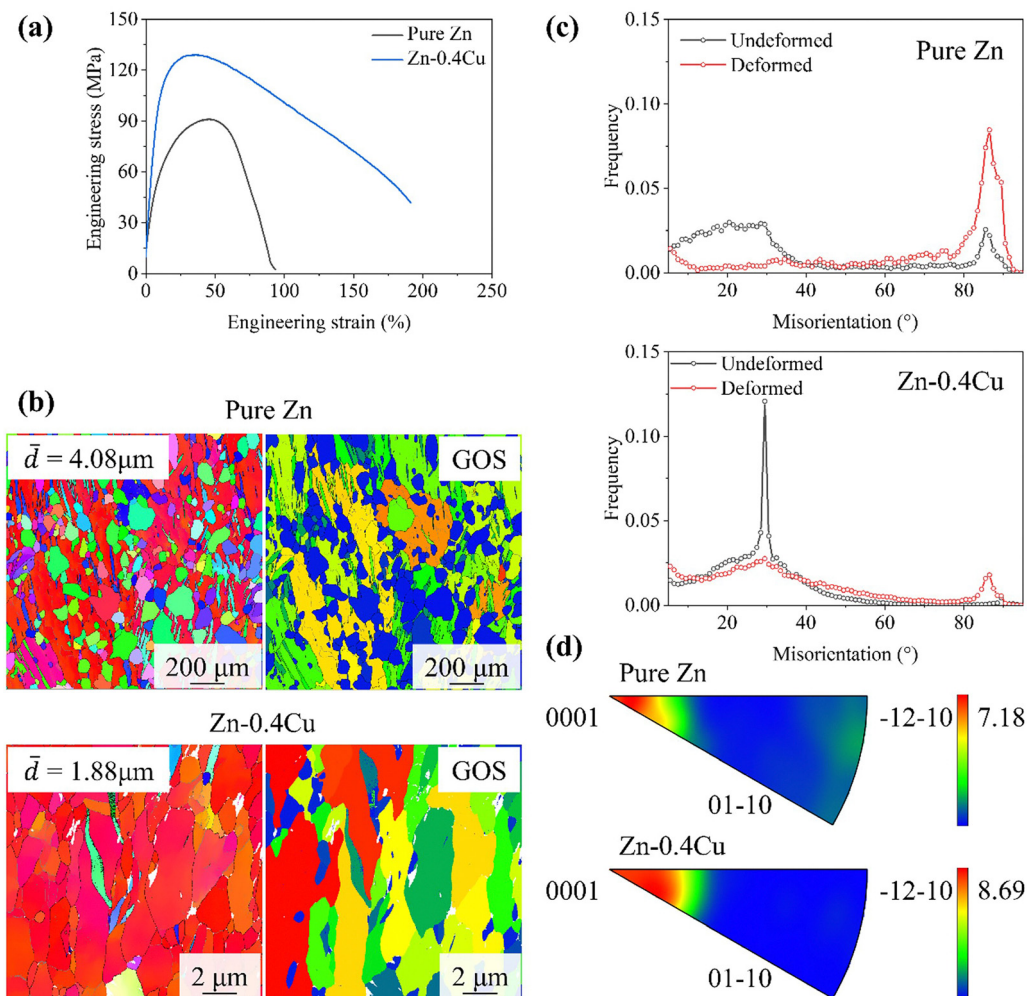 (a)
150
120
90
60
30
0
Engineering stress (MPa)
Pure Zn
Zn-0.4Cu
0 50 100 150 200 250
Engineering strain (%)
(b)
Pure Zn
d̄ = 4.08μm
200 μm
GOS
200 μm
Zn-0.4Cu
d̄ = 1.88μm
2 μm
GOS
2 μm
(c)
Undeformed
Deformed
Pure Zn
0.15
0.10
0.05
0.00
Frequency
20 40 60 80
Misorientation (°)
Undeformed
Deformed
Zn-0.4Cu
0.15
0.10
0.05
0.00
Frequency
20 40 60 80
Misorientation (°)
(d)
Pure Zn
0001
-12-10
01-10
7.18
Zn-0.4Cu
0001
-12-10
01-10
8.69